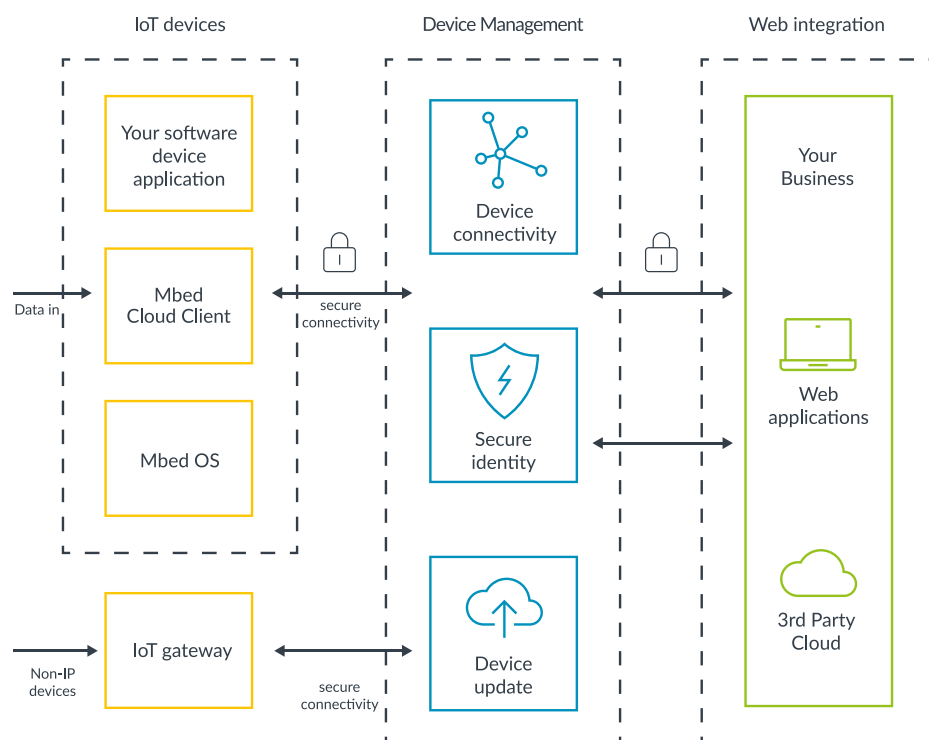 IoT devices
Device Management
Web integration
Your software
device
application
Device
connectivity
Your
Business
Data in
Mbed
Cloud Client
secure
connectivity
Mbed OS
Secure
identity
Web
applications
Non-IP
devices
IoT gateway
secure
connectivity
Device
update
3rd Party
Cloud